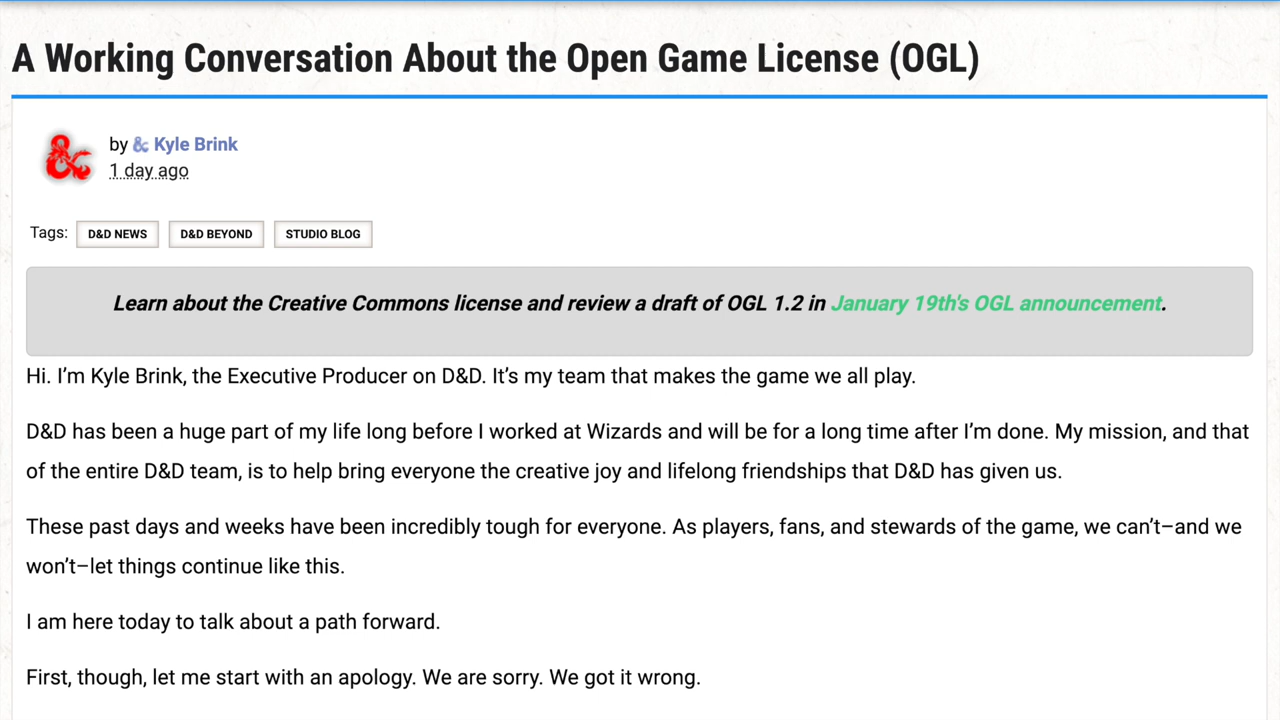 A Working Conversation About the Open Game License (OGL)
by & Kyle Brink
1 day ago
Tags: D&D NEWS D&D BEYOND STUDIO BLOG
Learn about the Creative Commons license and review a draft of OGL 1.2 in January 19th's OGL announcement.
Hi. I’m Kyle Brink, the Executive Producer on D&D. It’s my team that makes the game we all play.
D&D has been a huge part of my life long before I worked at Wizards and will be for a long time after I’m done. My mission, and that
of the entire D&D team, is to help bring everyone the creative joy and lifelong friendships that D&D has given us.
These past days and weeks have been incredibly tough for everyone. As players, fans, and stewards of the game, we can’t–and we
won’t–let things continue like this.
I am here today to talk about a path forward.
First, though, let me start with an apology. We are sorry. We got it wrong.